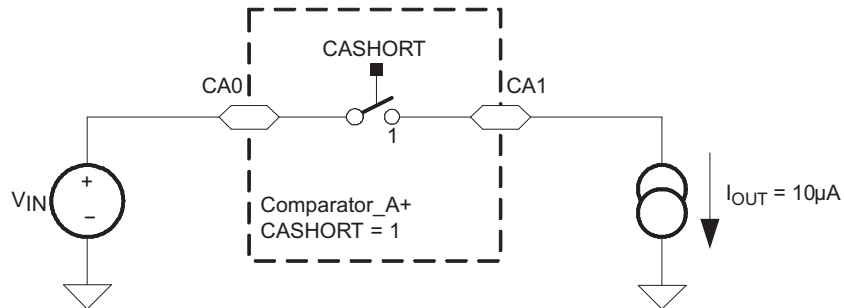 CASHORT
CA0
CA1
1
+
−
VIN
Comparator_A+
CASHORT = 1
IOUT = 10µA